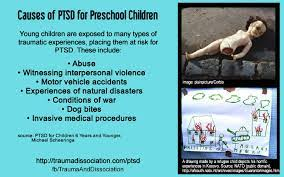 Causes of PTSD for Preschool Children
Young children are exposed to many types of
traumatic experiences, placing them at risk for
PTSD. These include:
• Abuse
• Witnessing interpersonal violence
• Motor vehicle accidents
• Experiences of natural disasters
• Conditions of war
• Dog bites
• Invasive medical procedures
source: PTSD for Children 6 Years and Younger,
Michael Scheeringa
http://traumadissociation.com/ptsd
fb/TraumaAndDissociation
image: plainpicture/Corbis
A drawing made by a refugee child depicts his horrific
experiences in Kosovo. Source: NATO (public domain),